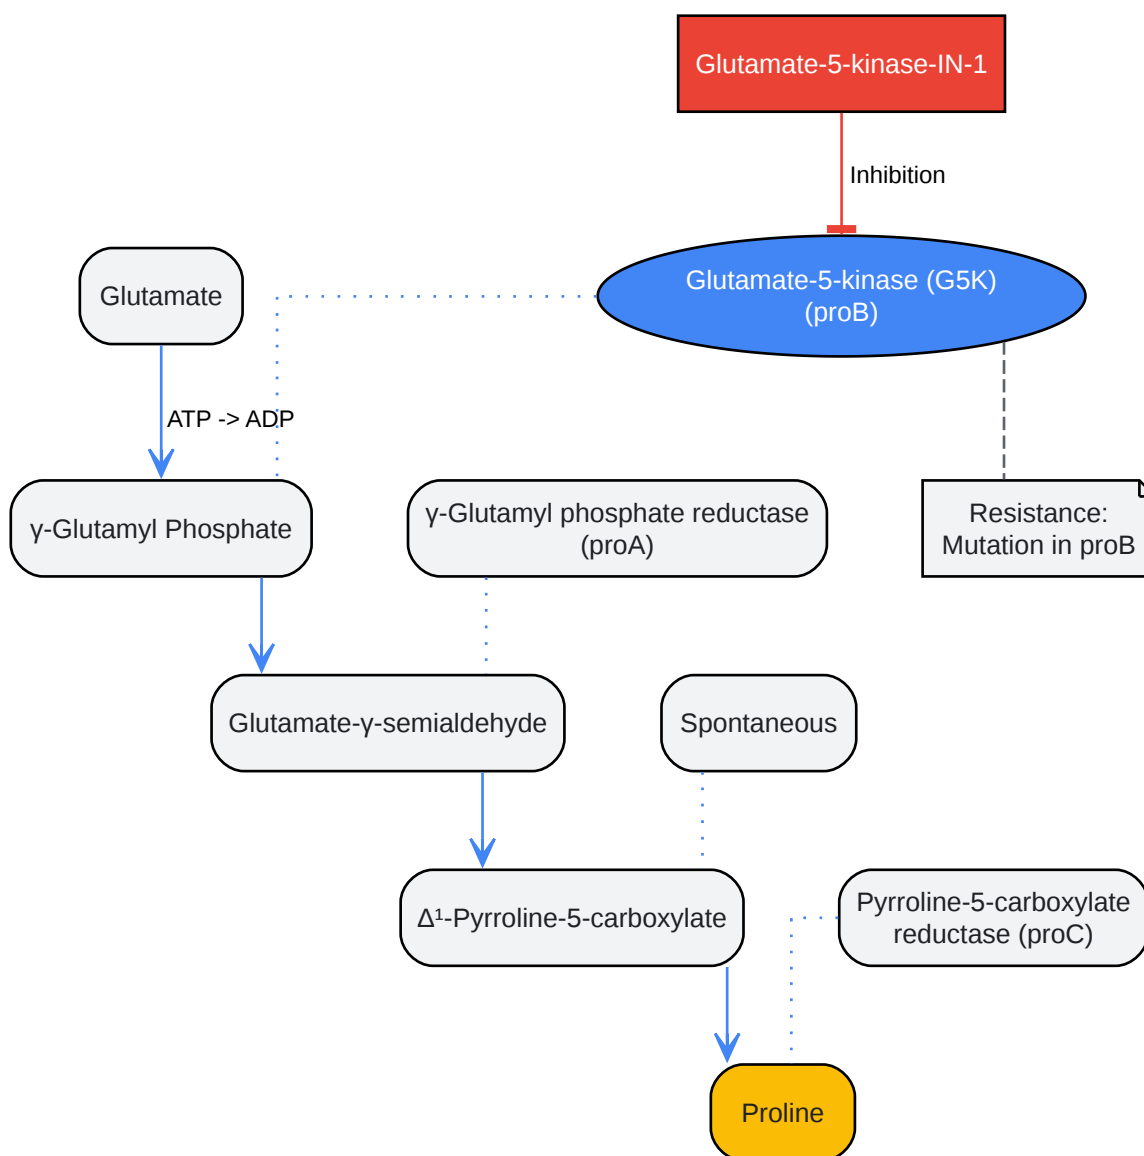 Glutamate-5-kinase-IN-1
Inhibition
Glutamate-5-kinase (G5K)
(proB)
Glutamate
ATP -> ADP
γ-Glutamyl Phosphate
γ-Glutamyl phosphate reductase
(proA)
Resistance:
Mutation in proB
Glutamate-γ-semialdehyde
Spontaneous
Δ¹-Pyrroline-5-carboxylate
Pyrroline-5-carboxylate
reductase (proC)
Proline